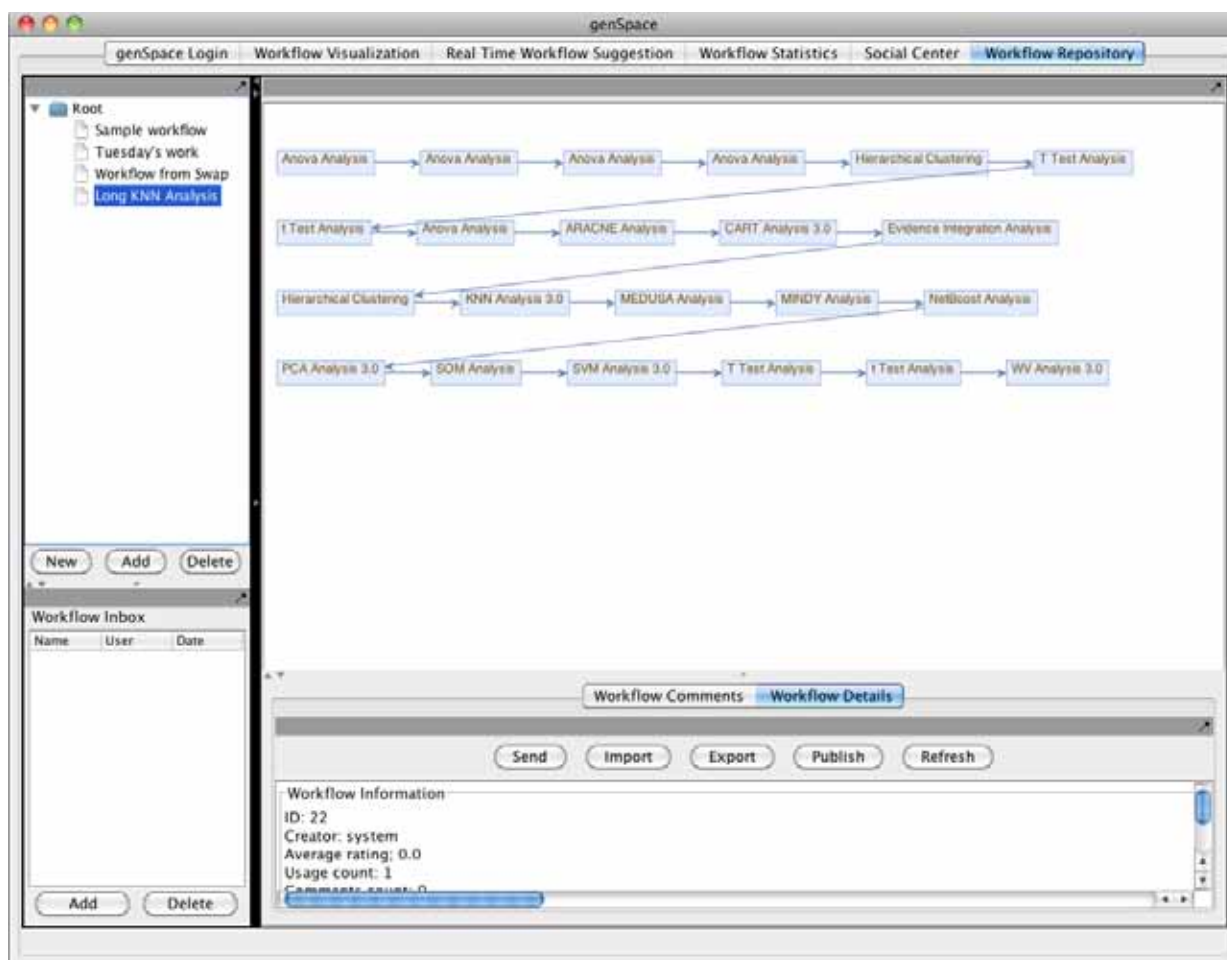 genSpace
genSpace Login Workflow Visualization Real Time Workflow Suggestion Workflow Statistics Social Center Workflow Repository
Root
Sample workflow
Tuesday's work
Workflow from Swap
Long KNN Analysis
New Add Delete
Workflow Inbox
Name User Date
Add Delete
Anova Analysis Anova Analysis Anova Analysis Anova Analysis Hierarchical Clustering T Test Analysis
t Test Analysis Anova Analysis ARACNE Analysis CART Analysis 3.0 Evidence Integration Analysis
Hierarchical Clustering KNN Analysis 3.0 MEDUSA Analysis MINDY Analysis NetBoost Analysis
PCA Analysis 3.0 SOM Analysis SVM Analysis 3.0 T Test Analysis t Test Analysis WV Analysis 3.0
Workflow Comments Workflow Details
Send Import Export Publish Refresh
Workflow Information
ID: 22
Creator: system
Average rating: 0.0
Usage count: 1
Comments count: 0